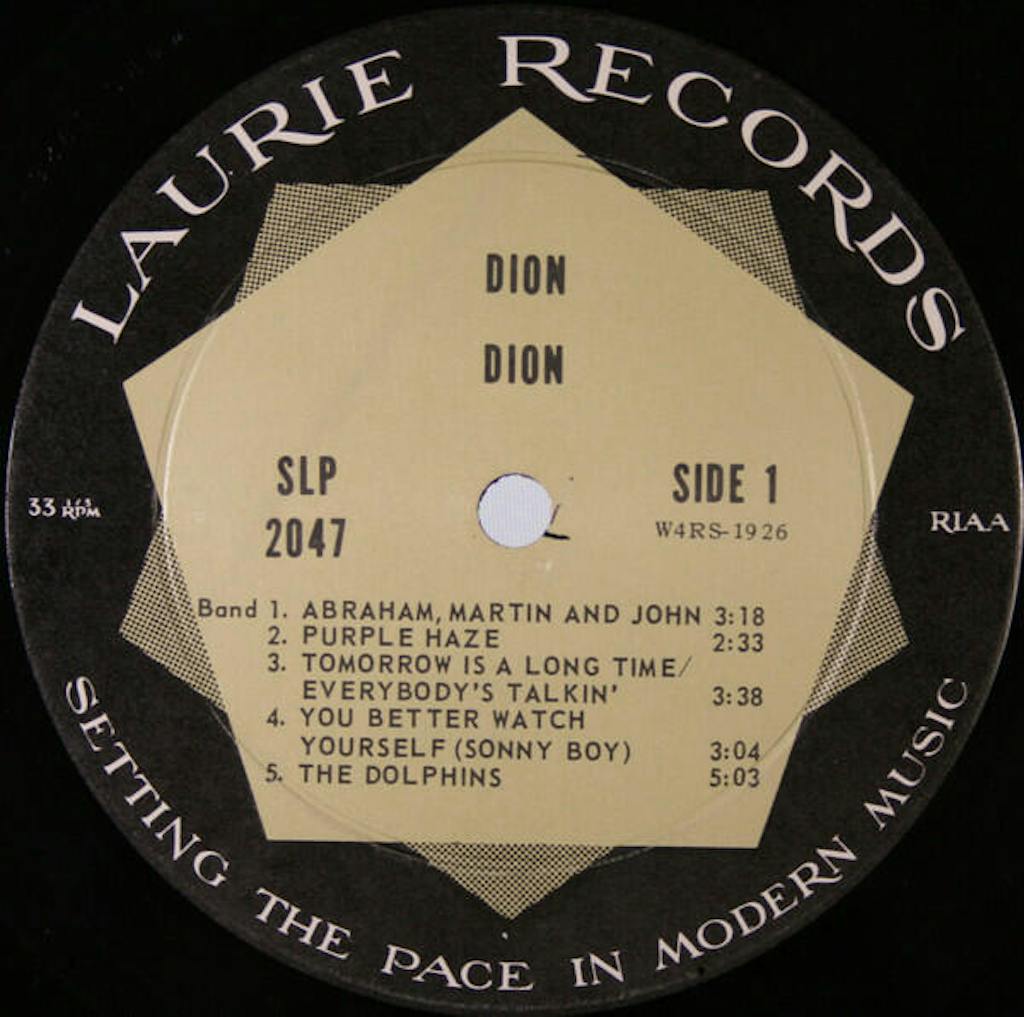 LAURIE RECORDS
DION
DION
SLP
2047
SIDE 1
W4RS-1926
33 1/3 RPM
RIAA
Band 1. ABRAHAM, MARTIN AND JOHN 3:18
2. PURPLE HAZE 2:33
3. TOMORROW IS A LONG TIME/
EVERYBODY'S TALKIN' 3:38
4. YOU BETTER WATCH
YOURSELF (SONNY BOY) 3:04
5. THE DOLPHINS 5:03
SETTING THE PACE IN MODERN MUSIC